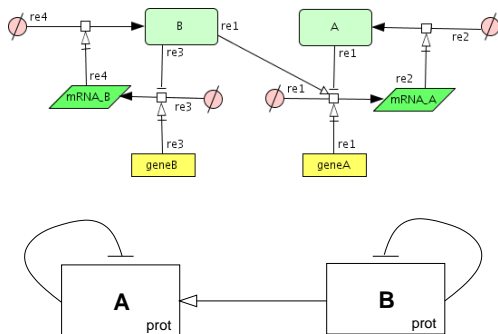 re4 B re1 A re2
re3 re1
re4 re2
mRNA_B re3 re1 mRNA_A
re3 re1
geneB geneA
A B
prot prot